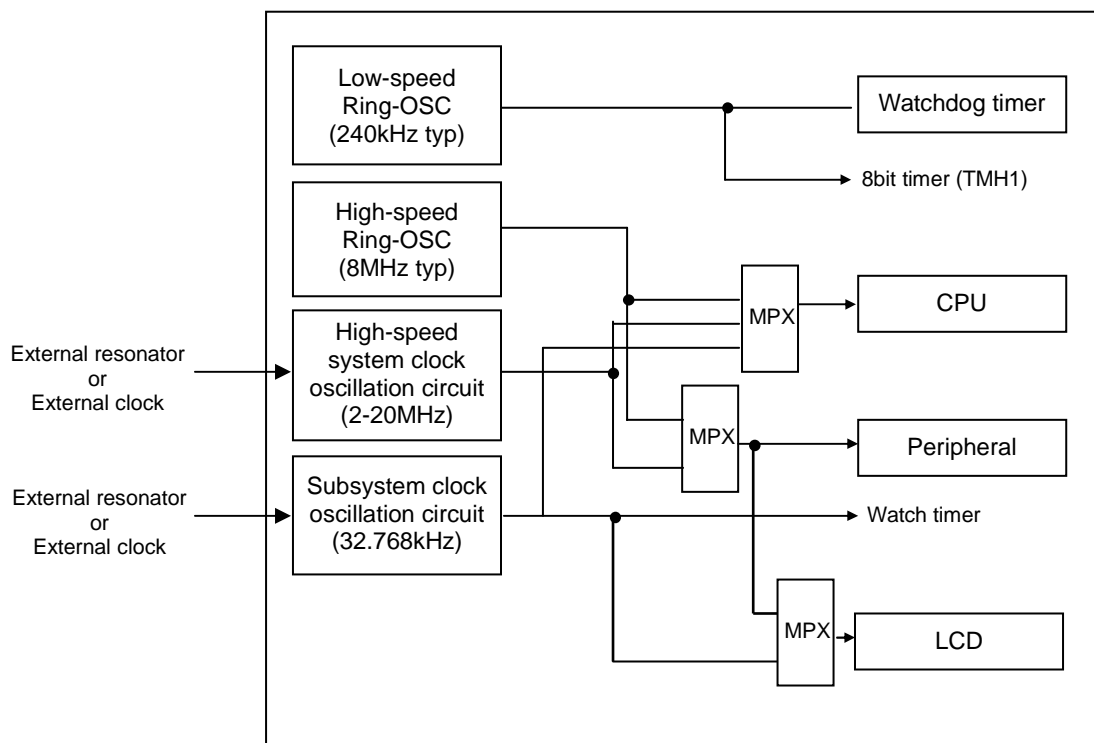 Low-speed
Ring-OSC
(240kHz typ)
Watchdog timer
8bit timer (TMH1)
High-speed
Ring-OSC
(8MHz typ)
MPX
CPU
External resonator
or
External clock
High-speed
system clock
oscillation circuit
(2-20MHz)
MPX
Peripheral
External resonator
or
External clock
Subsystem clock
oscillation circuit
(32.768kHz)
Watch timer
MPX
LCD